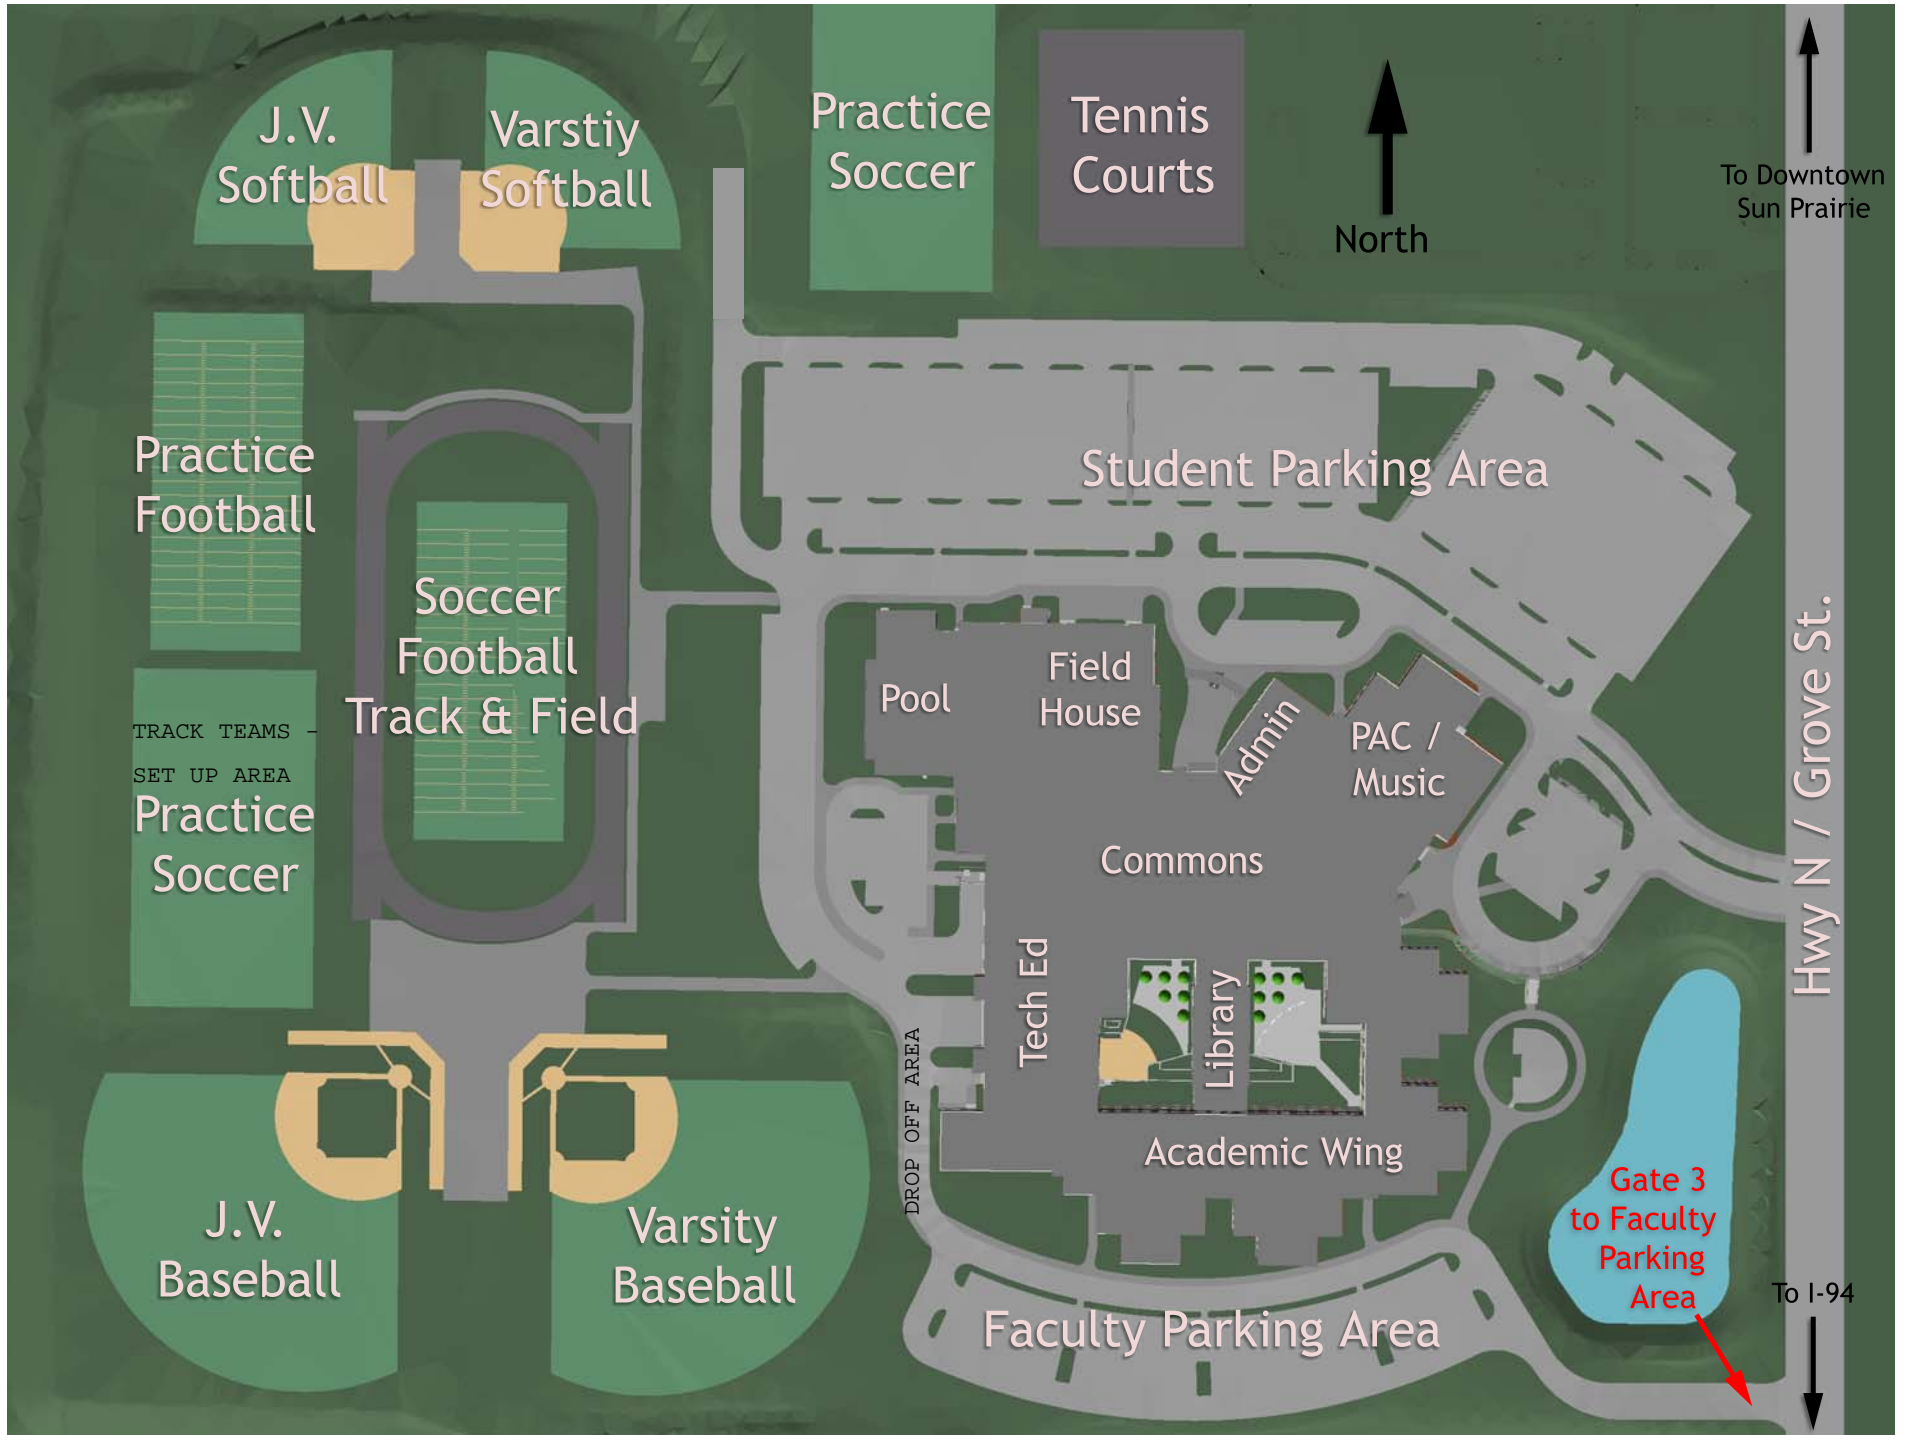 J.V.
Softball
Varstiy
Softball
Practice
Soccer
Tennis
Courts
North
To Downtown
Sun Prairie
Practice
Football
Student Parking Area
Soccer
Football
Track & Field
TRACK TEAMS -
SET UP AREA
Practice
Soccer
Pool
Field
House
Admin
PAC /
Music
Commons
Hwy N / Grove St.
Tech Ed
Library
DROP OFF AREA
Academic Wing
J.V.
Baseball
Varsity
Baseball
Gate 3
to Faculty
Parking
Area
To I-94
Faculty Parking Area